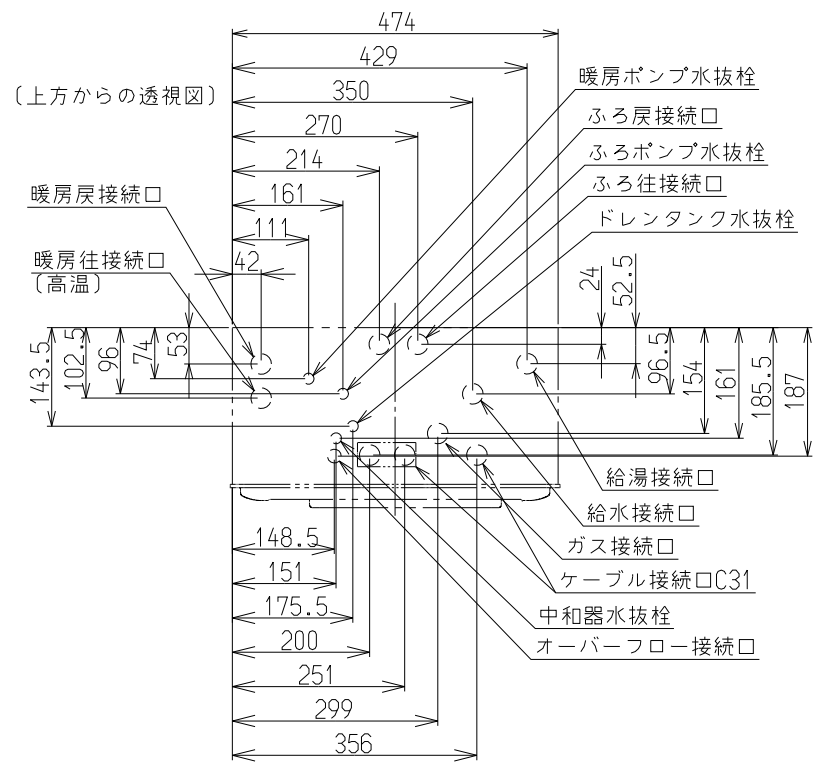 474
429
暖房ポンプ水抜栓
350
〔上方からの透視図〕
ふろ戻接続口
270
ふろポンプ水抜栓
214
ふろ往接続口
暖房戻接続口
161
ドレンタンク水抜栓
111
暖房往接続口
〔高温〕
42
24
52.5
143.5
102.5
96
74
53
96.5
154
161
185.5
187
給湯接続口
給水接続口
148.5
ガス接続口
151
ケーブル接続口C31
175.5
中和器水抜栓
200
オーバーフロー接続口
251
299
356